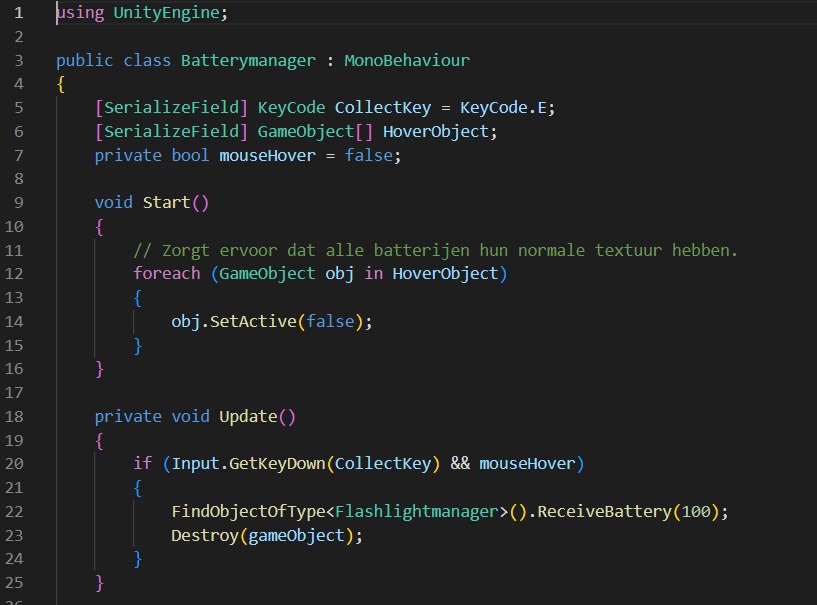 1 using UnityEngine;
2
3 public class Batterymanager : MonoBehaviour
4 {
5 [SerializeField] KeyCode CollectKey = KeyCode.E;
6 [SerializeField] GameObject[] HoverObject;
7 private bool mouseHover = false;
8
9 void Start()
10 {
11 // Zorgt ervoor dat alle batterijen hun normale textuur hebben.
12 foreach (GameObject obj in HoverObject)
13 {
14 obj.SetActive(false);
15 }
16 }
17
18 private void Update()
19 {
20 if (Input.GetKeyDown(CollectKey) && mouseHover)
21 {
22 FindObjectOfType<Flashlightmanager>().ReceiveBattery(100);
23 Destroy(gameObject);
24 }
25 }